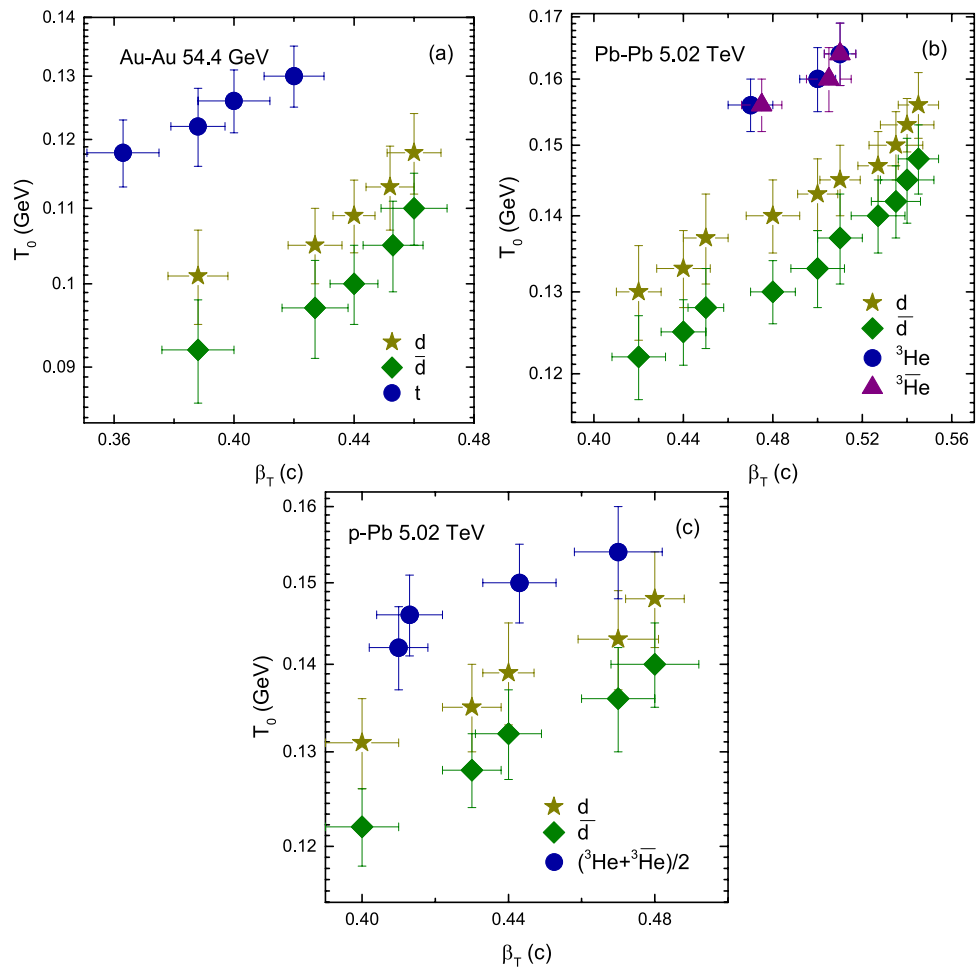 Au-Au 54.4 GeV
(a)
0.14
0.13
0.12
0.11
0.1
0.09
T₀ (GeV)
d
d̅
t
0.36 0.40 0.44 0.48
β_T (c)
Pb-Pb 5.02 TeV
(b)
0.17
0.16
0.15
0.14
0.13
0.12
T₀ (GeV)
d
d̅
³He
³H̅e̅
0.40 0.44 0.48 0.52 0.56
β_T (c)
p-Pb 5.02 TeV
(c)
0.16
0.15
0.14
0.13
0.12
T₀ (GeV)
d
d̅
(³He+³H̅e̅)/2
0.40 0.44 0.48
β_T (c)